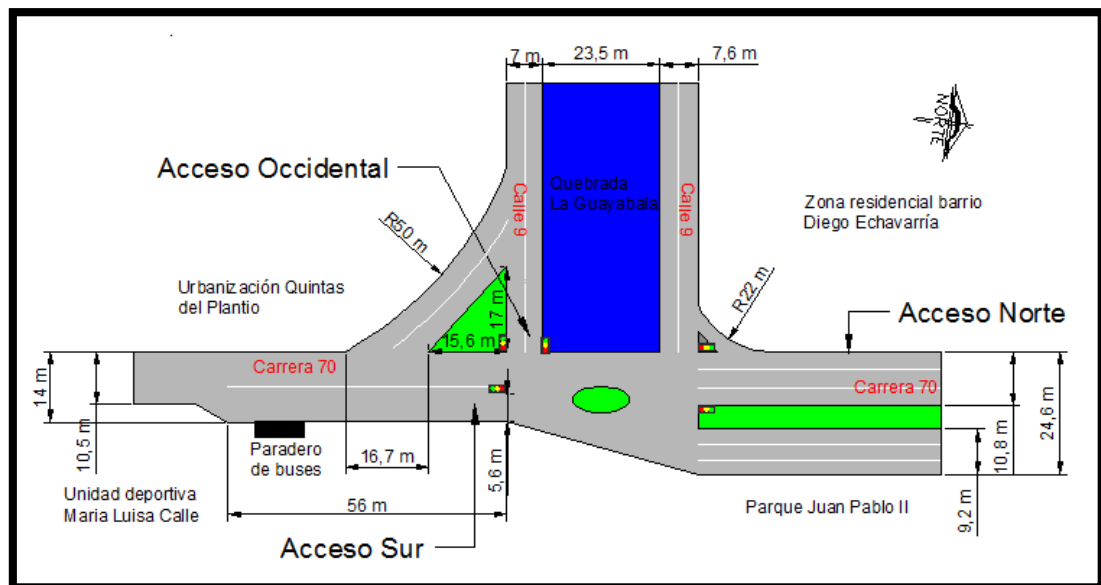 7 m
23,5 m
7,6 m
NORTE
Acceso Occidental
Quebrada
La Guayabala
Calle 9
Calle 9
Zona residencial barrio
Diego Echavarría
R50 m
R22 m
Urbanización Quintas
del Plantio
17 m
15,6 m
Acceso Norte
Carrera 70
Carrera 70
14 m
10,5 m
Paradero
de buses
16,7 m
5,6 m
24,6 m
10,8 m
9,2 m
Unidad deportiva
Maria Luisa Calle
56 m
Parque Juan Pablo II
Acceso Sur